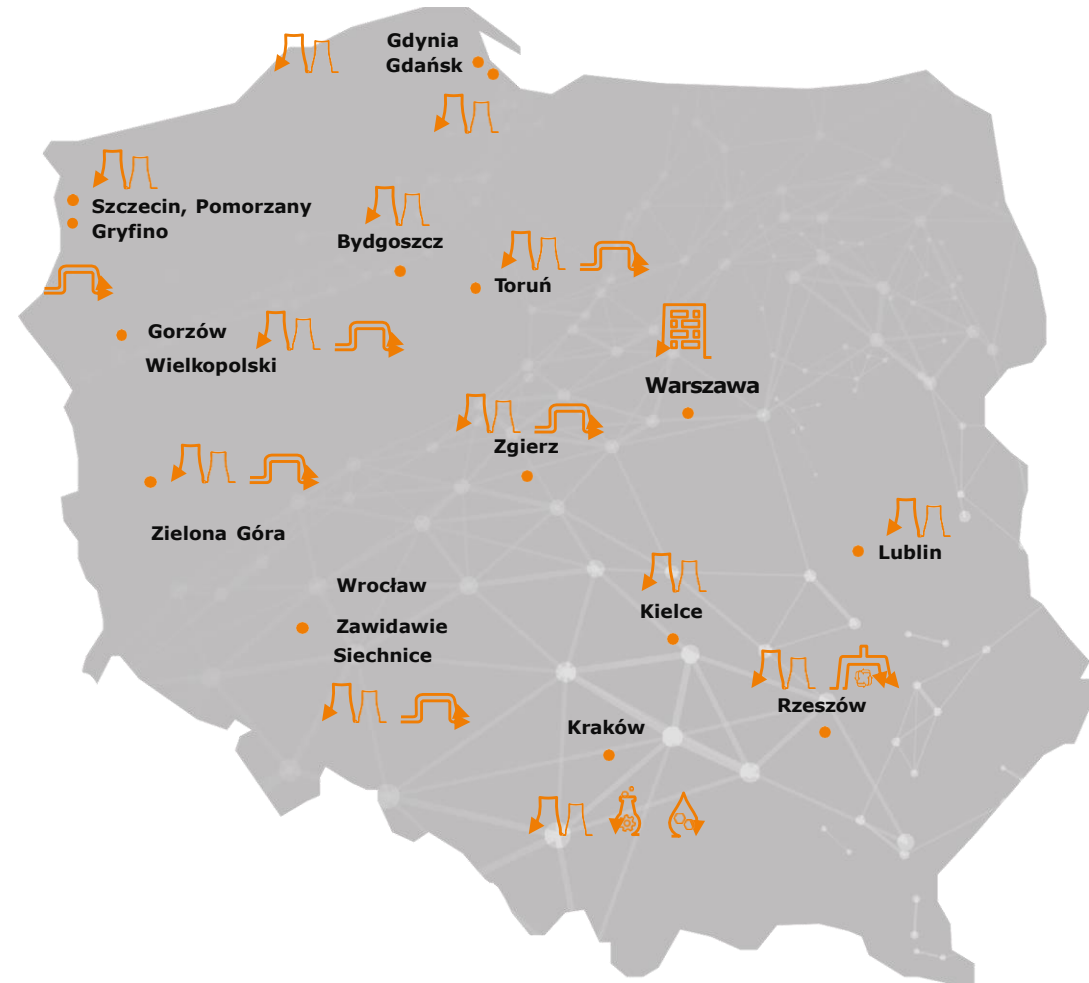 Gdynia
Gdańsk
Szczecin, Pomorzany
Gryfino
Bydgoszcz
Toruń
Gorzów
Wielkopolski
Warszawa
Zgierz
Zielona Góra
Lublin
Wrocław
Zawidawie
Siechnice
Kielce
Rzeszów
Kraków